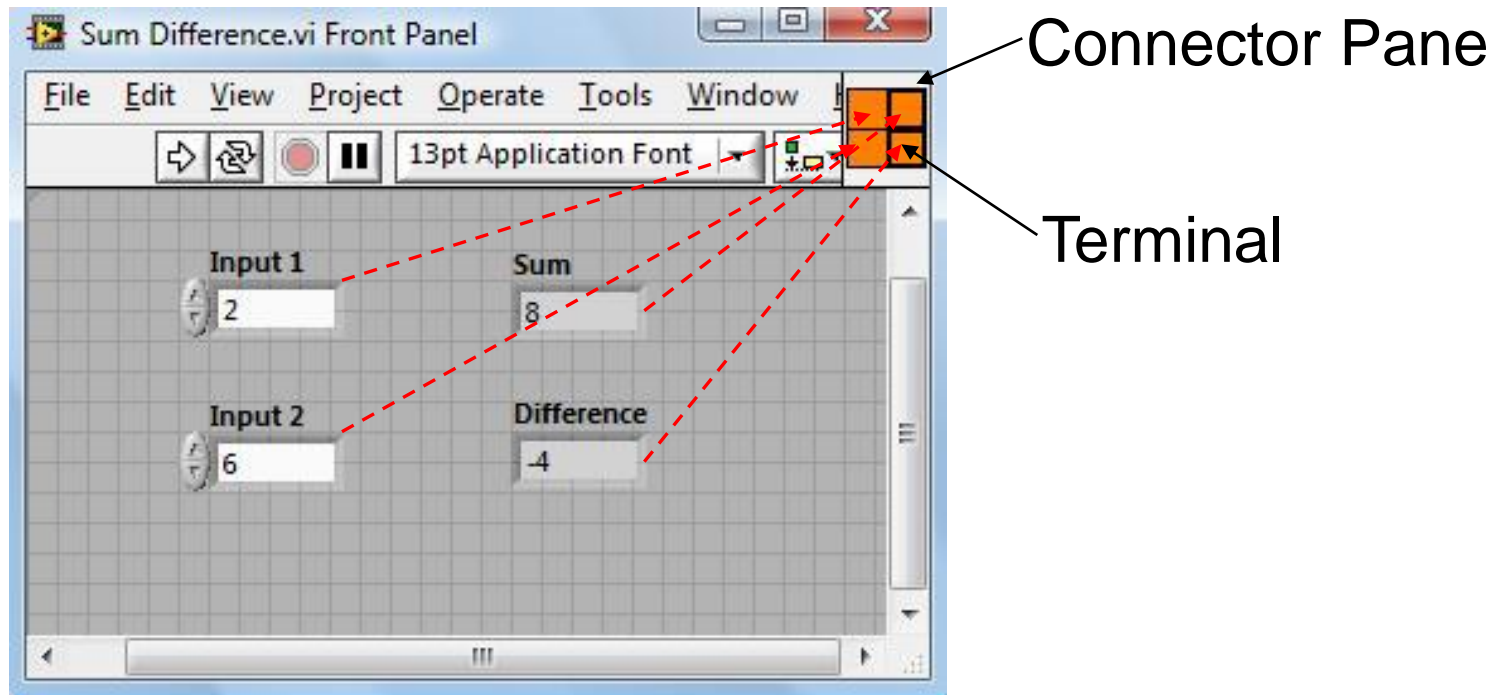 Sum Difference.vi Front Panel
Connector Pane
File Edit View Project Operate Tools Window
13pt Application Font
Terminal
Input 1 Sum
2 8
Input 2 Difference
6 -4